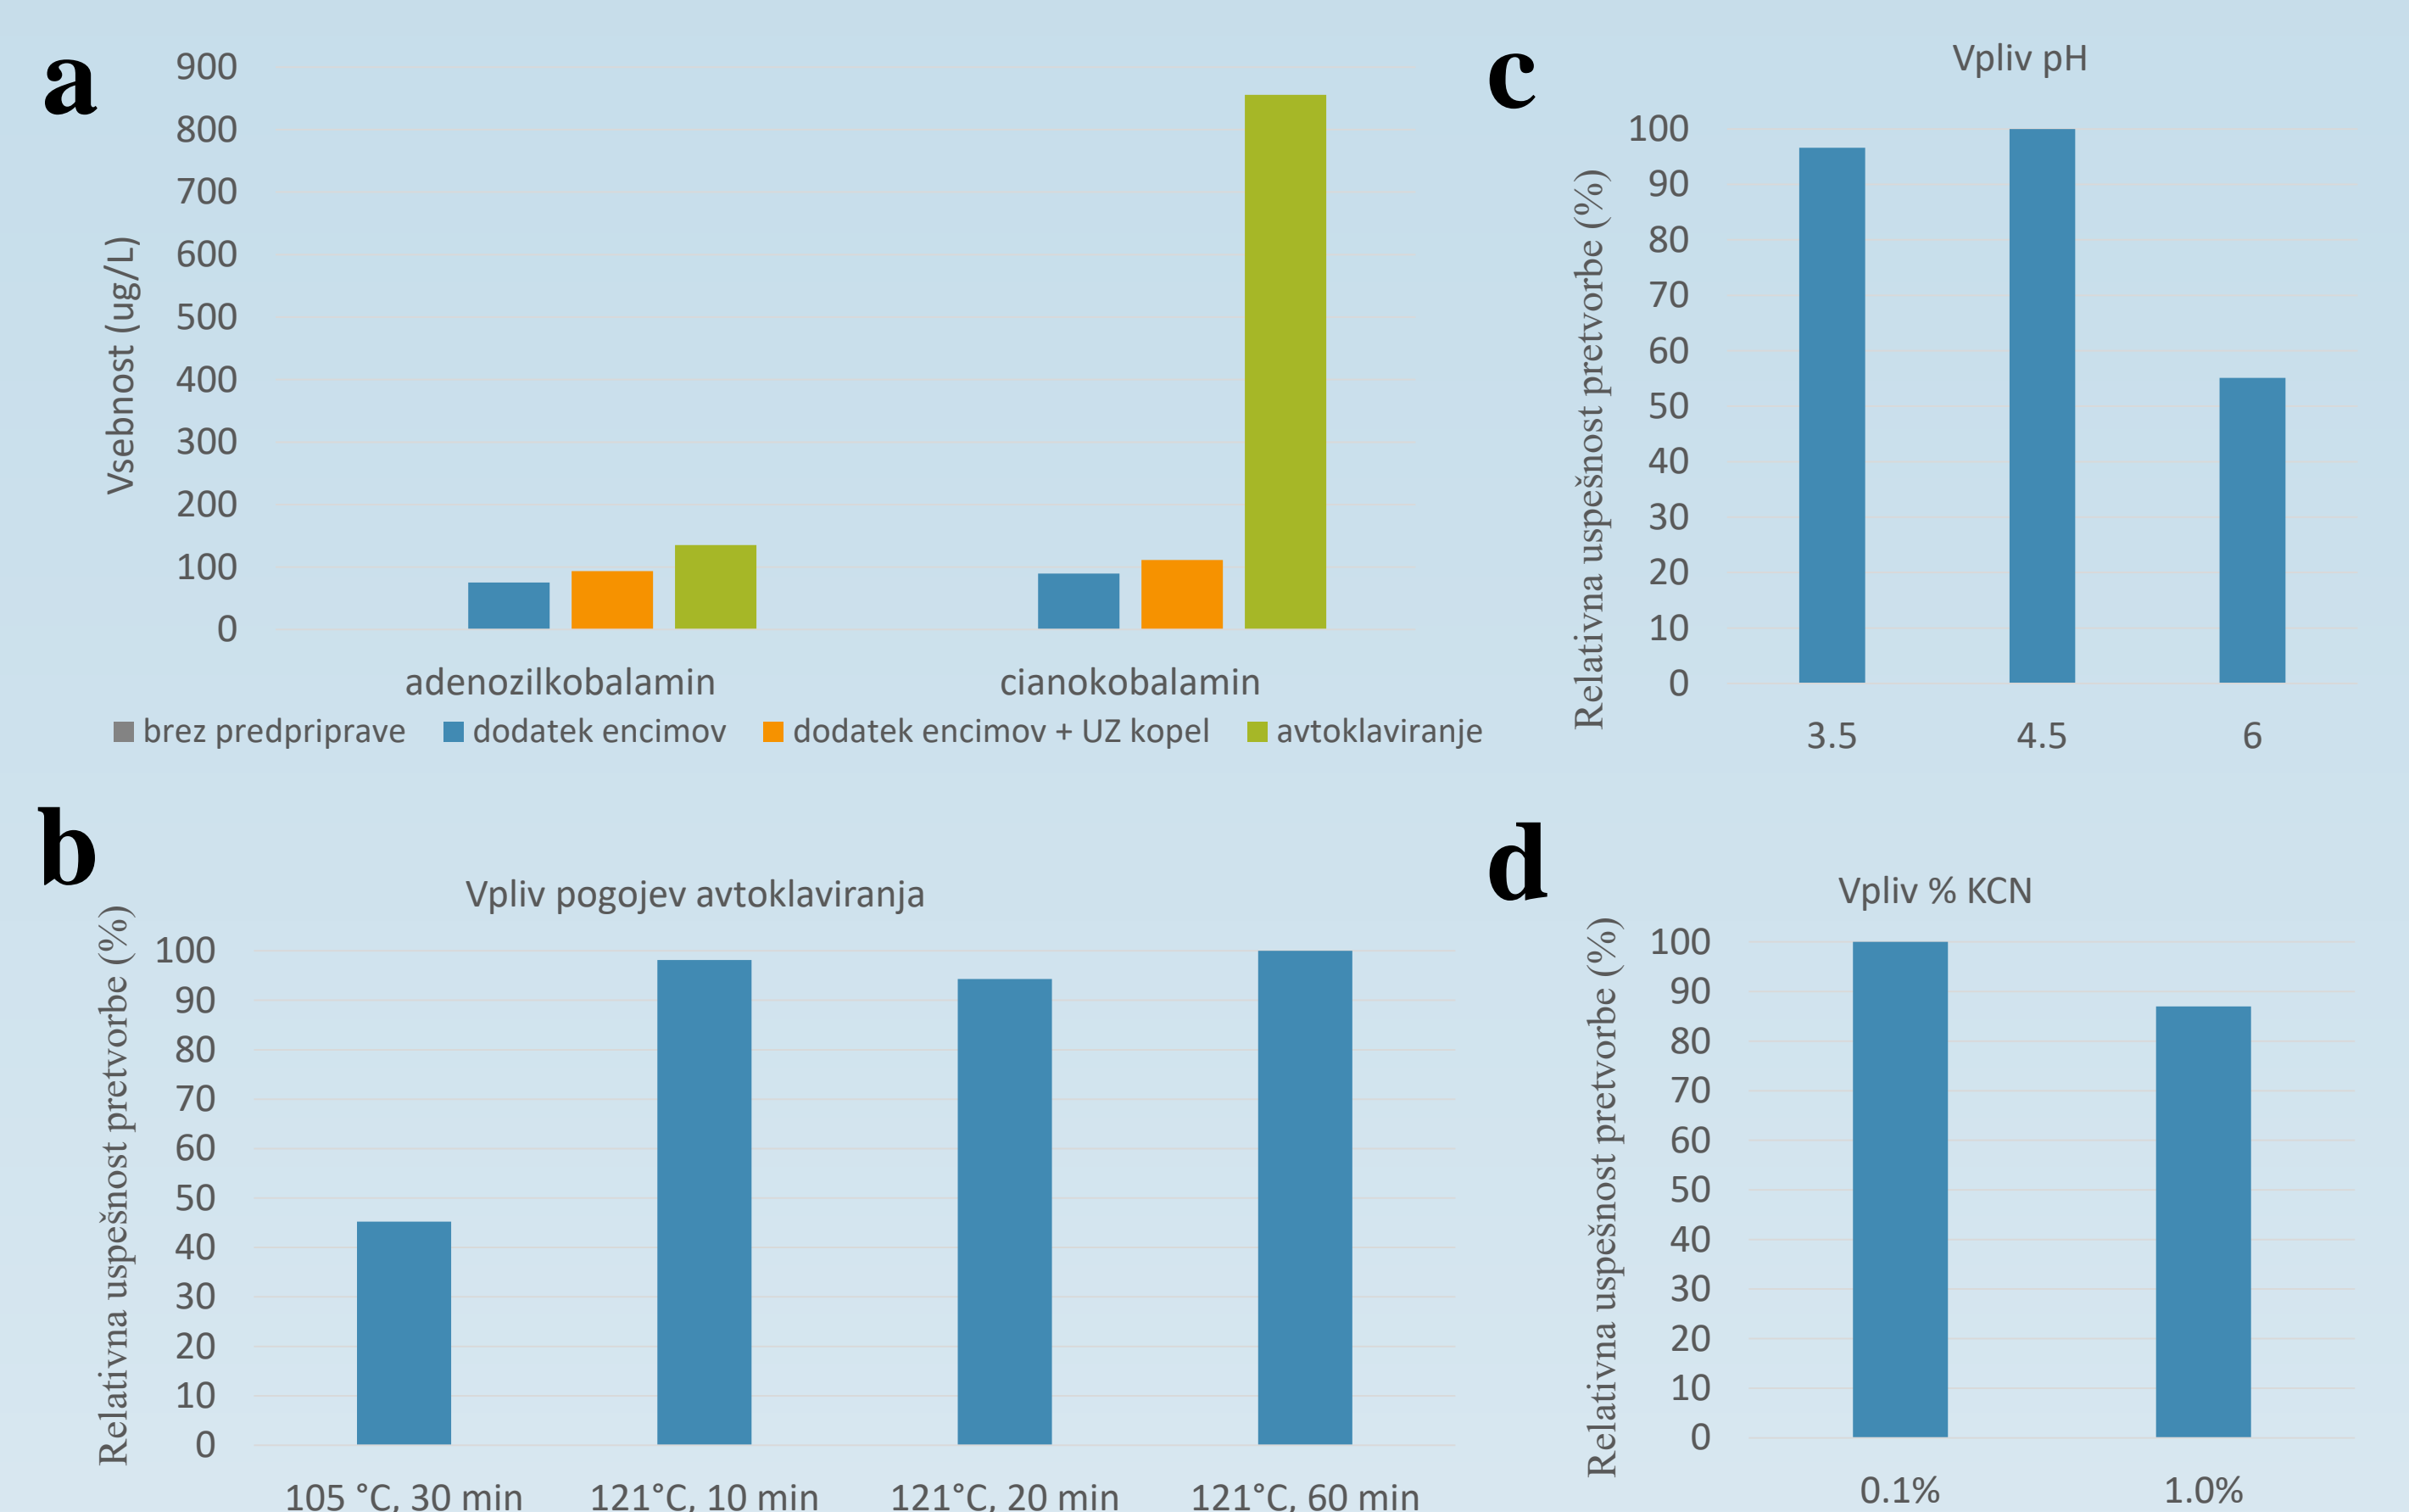 a
900
800
700
600
500
400
300
200
100
0
Vsebnost (ug/L)
adenozilkobalamin
cianokobalamin
brez predpriprave
dodatek encimov
dodatek encimov + UZ kopel
avtoklaviranje
c
Vpliv pH
Relativna uspešnost pretvorbe (%)
100
90
80
70
60
50
40
30
20
10
0
3.5
4.5
6
b
Vpliv pogojev avtoklaviranja
Relativna uspešnost pretvorbe (%)
100
90
80
70
60
50
40
30
20
10
0
105 °C, 30 min
121°C, 10 min
121°C, 20 min
121°C, 60 min
d
Vpliv % KCN
Relativna uspešnost pretvorbe (%)
100
90
80
70
60
50
40
30
20
10
0
0.1%
1.0%